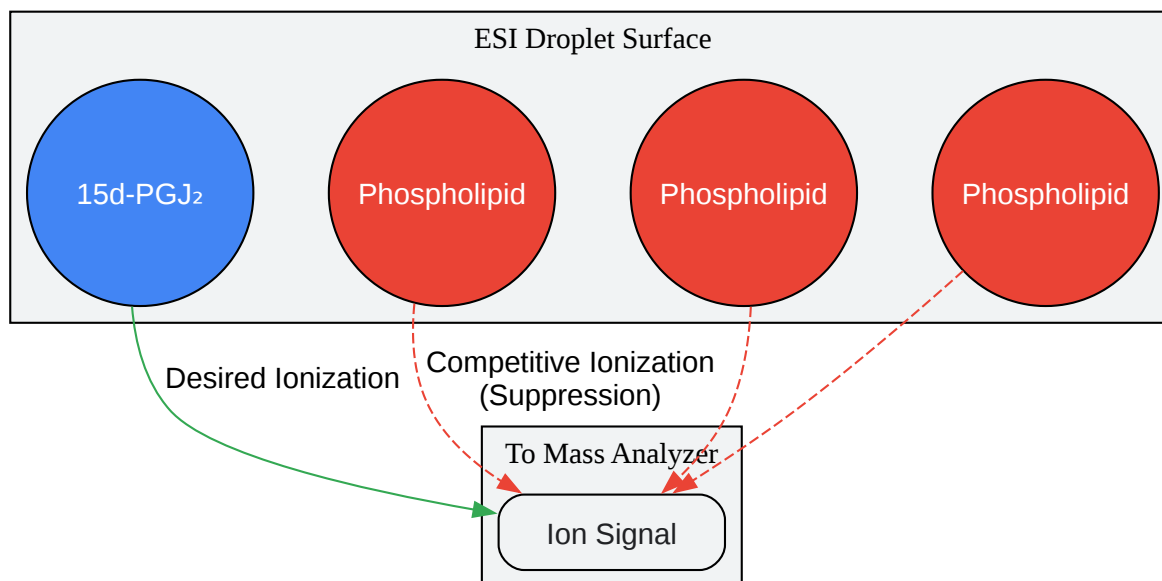 ESI Droplet Surface
15d-PGJ₂
Phospholipid
Phospholipid
Phospholipid
Desired Ionization
Competitive Ionization
(Suppression)
To Mass Analyzer
Ion Signal